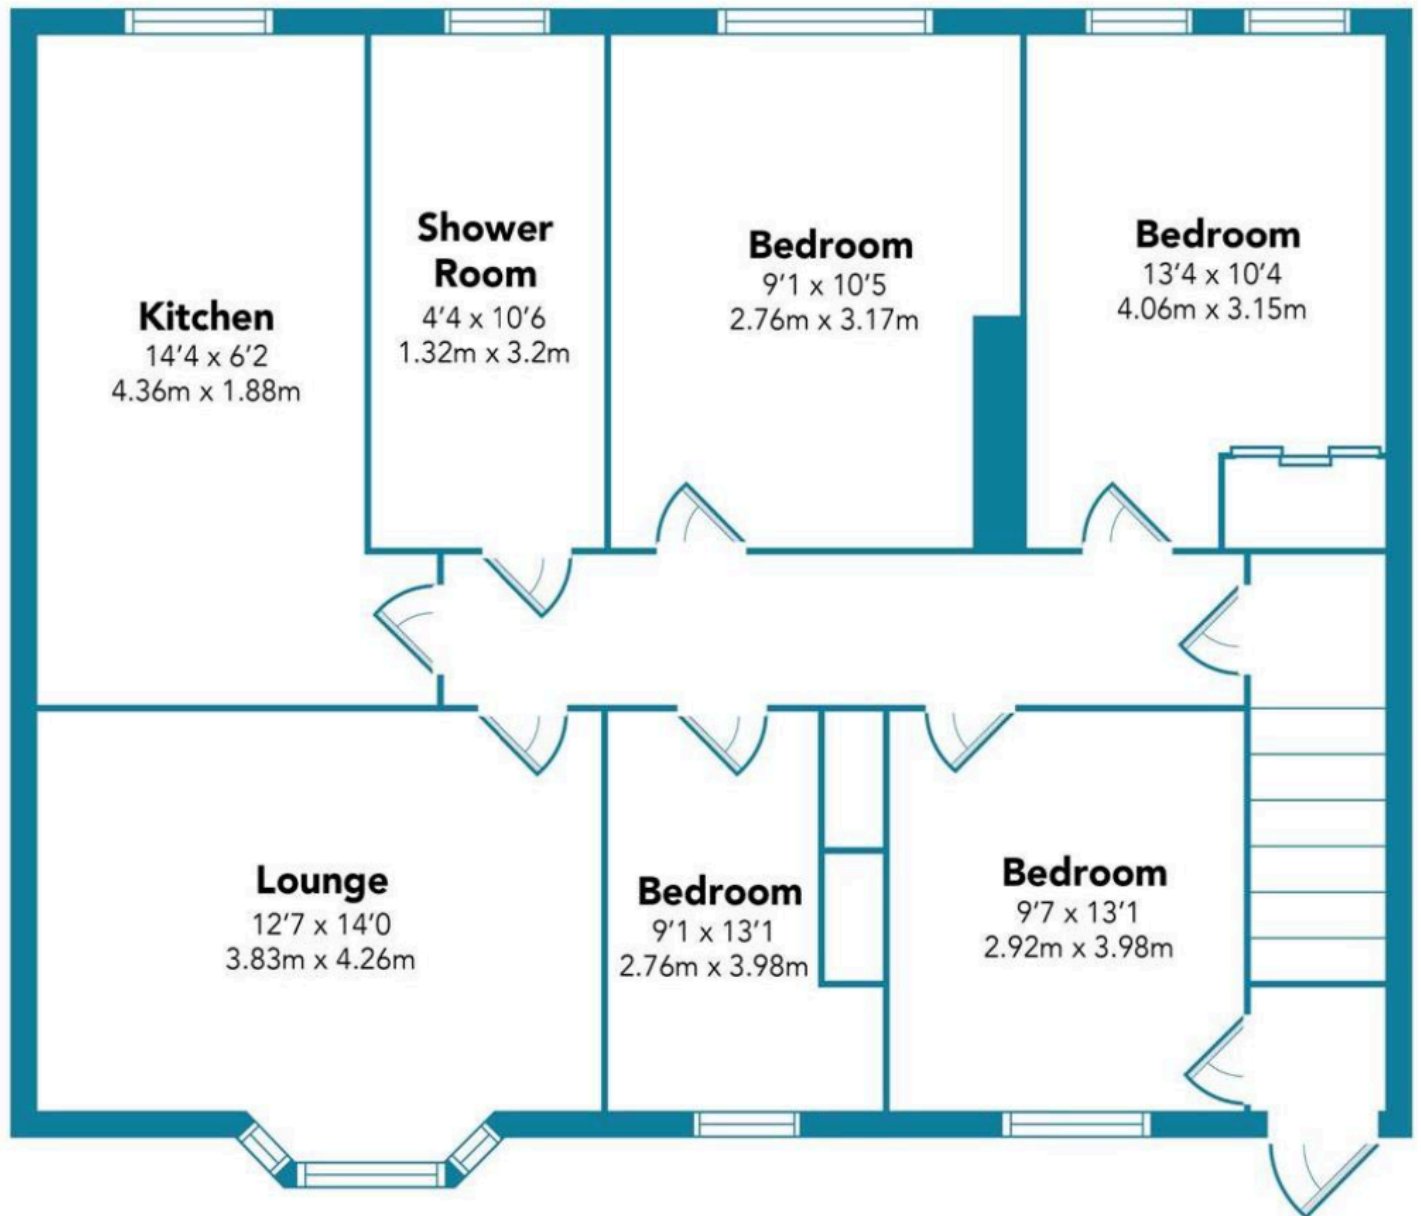 Kitchen
14'4 x 6'2
4.36m x 1.88m
Shower
Room
4'4 x 10'6
1.32m x 3.2m
Bedroom
9'1 x 10'5
2.76m x 3.17m
Bedroom
13'4 x 10'4
4.06m x 3.15m
Lounge
12'7 x 14'0
3.83m x 4.26m
Bedroom
9'1 x 13'1
2.76m x 3.98m
Bedroom
9'7 x 13'1
2.92m x 3.98m